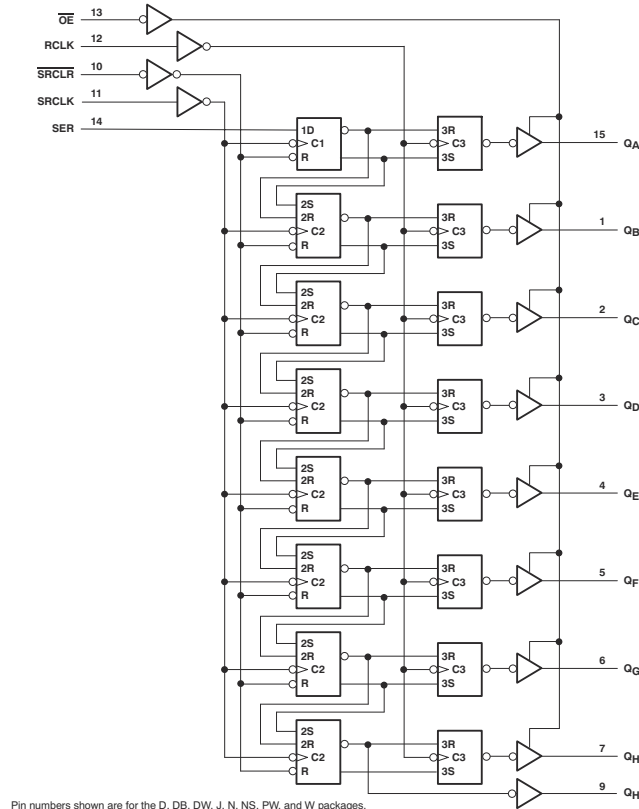 OE 13
RCLK 12
SRCLR 10
SRCLK 11
SER 14
1D
C1
R
3R
C3
3S
15 QA
2S
2R
C2
R
3R
C3
3S
1 QB
2S
2R
C2
R
3R
C3
3S
2 QC
2S
2R
C2
R
3R
C3
3S
3 QD
2S
2R
C2
R
3R
C3
3S
4 QE
2S
2R
C2
R
3R
C3
3S
5 QF
2S
2R
C2
R
3R
C3
3S
6 QG
2S
2R
C2
R
3R
C3
3S
7 QH
9 QH
Pin numbers shown are for the D, DB, DW, J, N, NS, PW, and W packages.